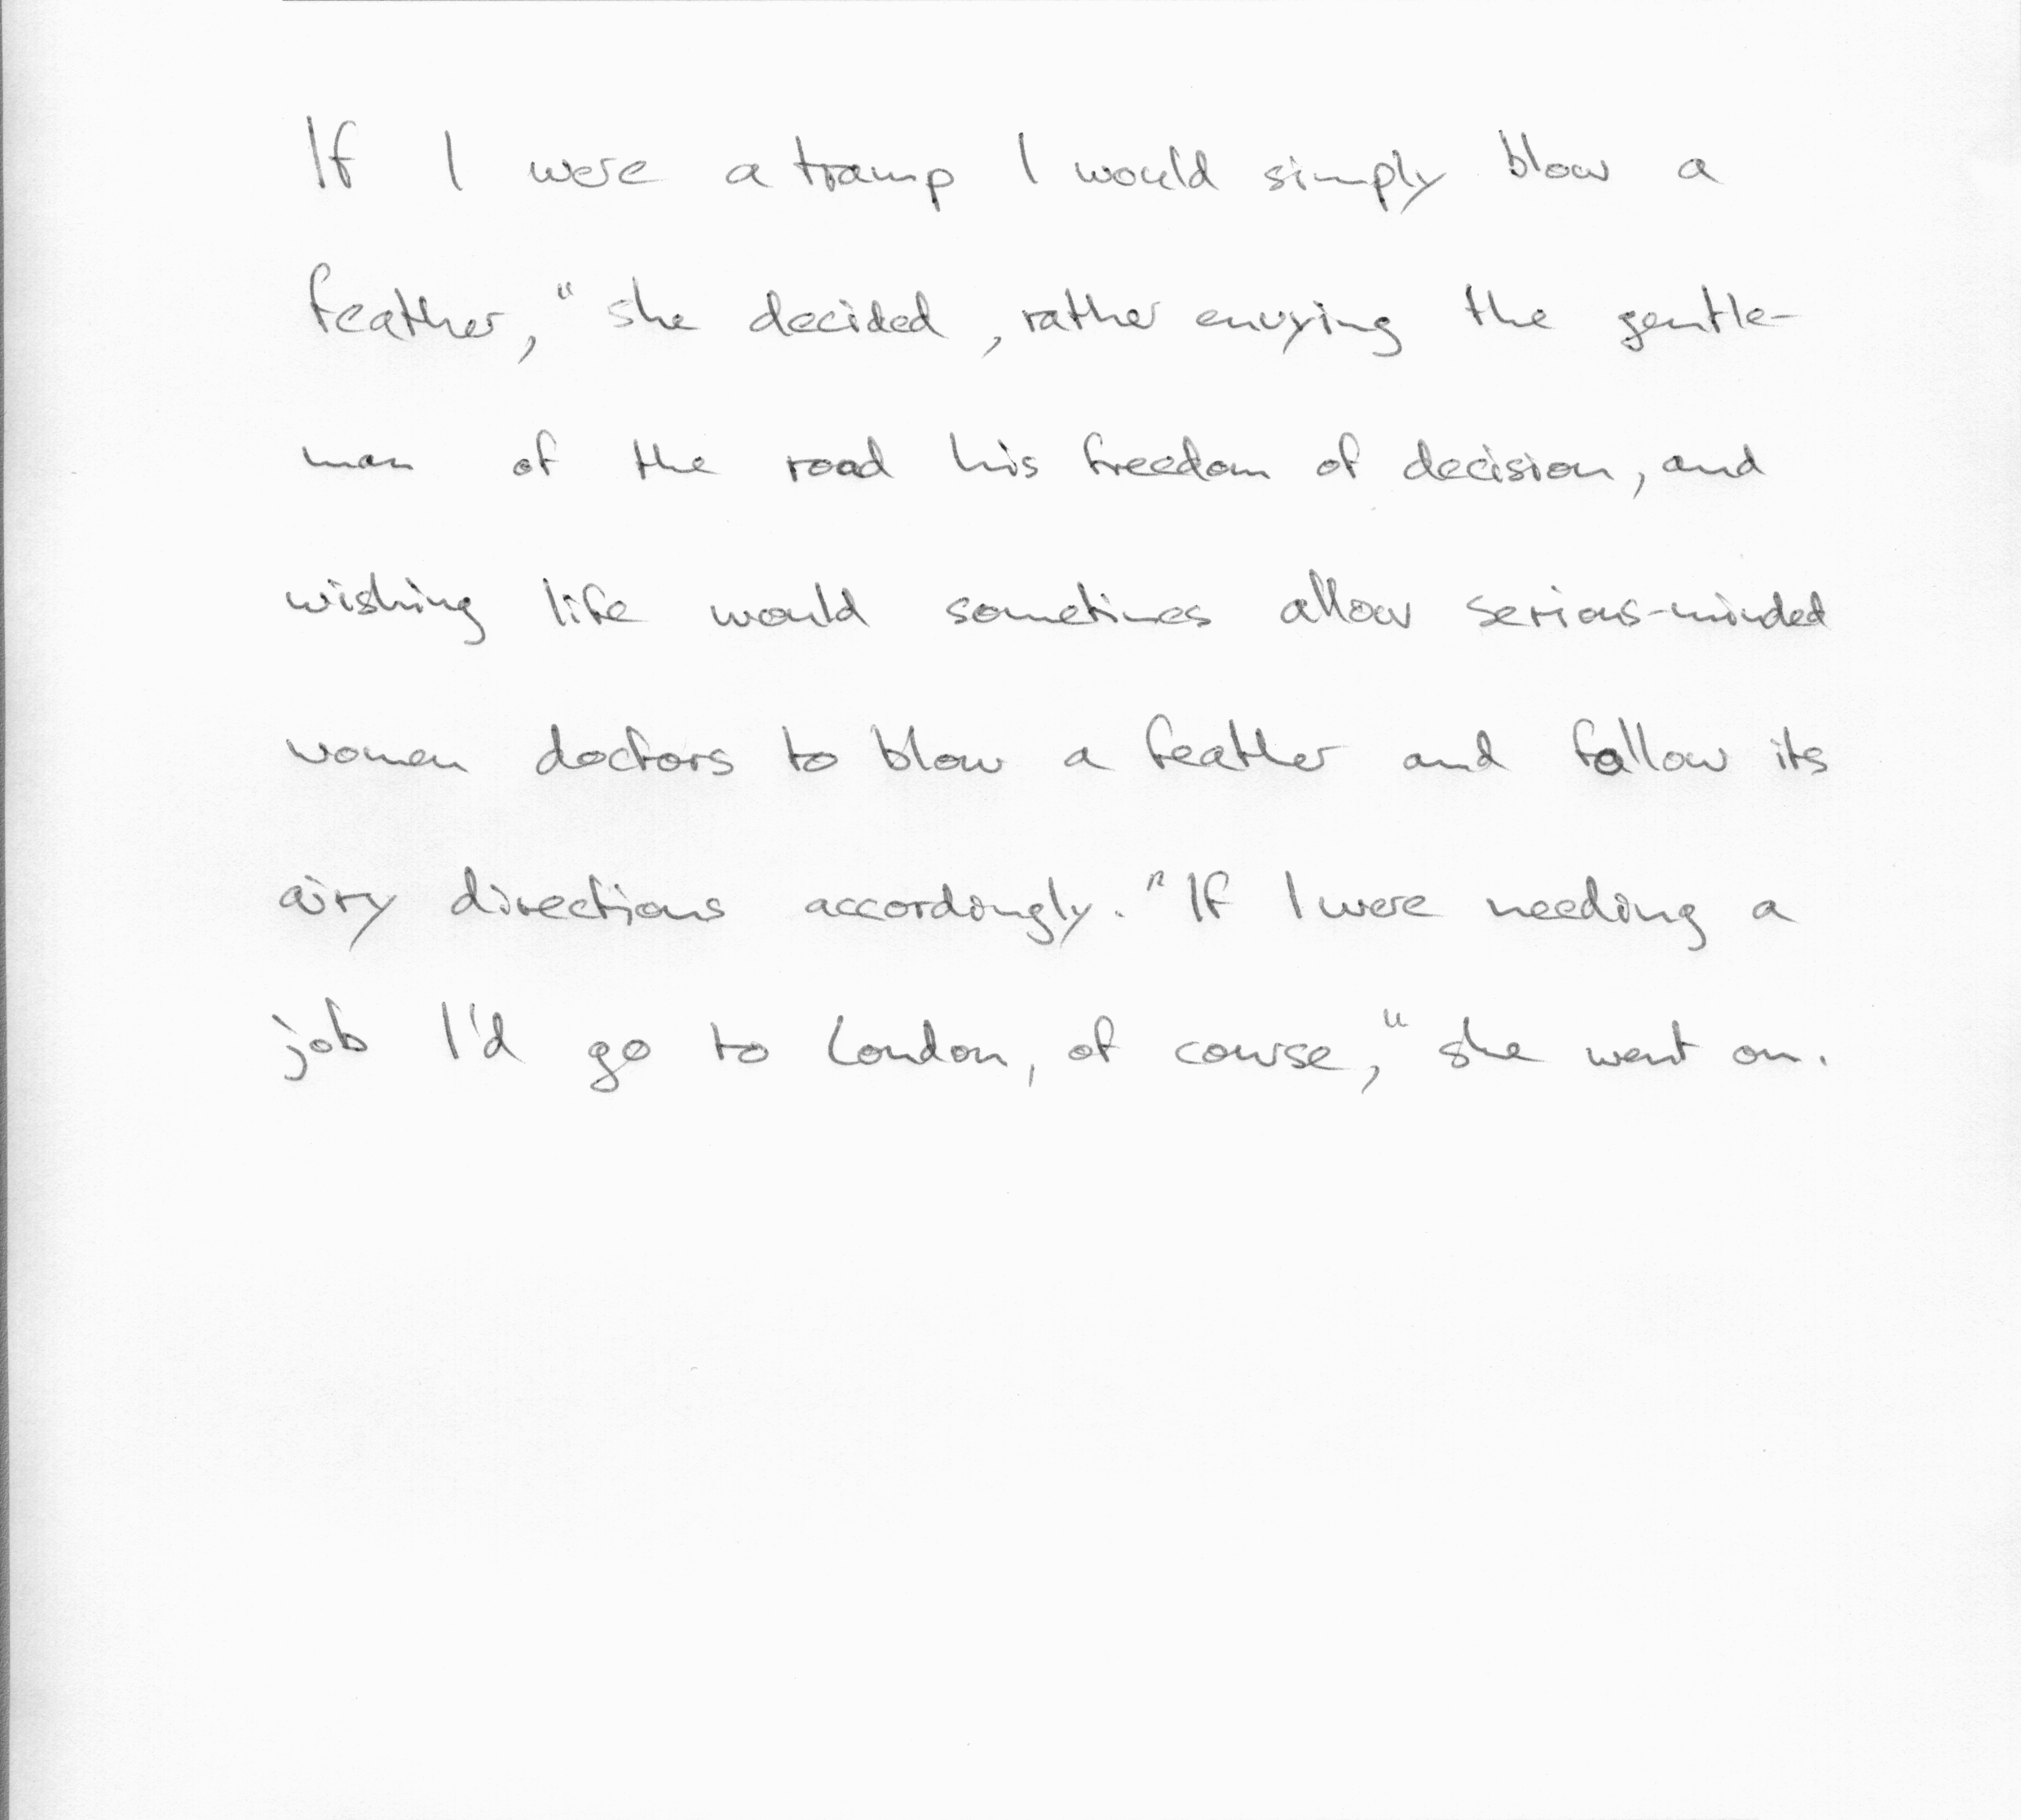 If I were a tramp I would simply blow a
feather," she decided, rather envying the gentle-
man of the road his freedom of decision, and
wishing life would sometimes allow serious-minded
women doctors to blow a feather and follow its
airy directions accordingly. "If I were needing a
job I'd go to London, of course," she went on.